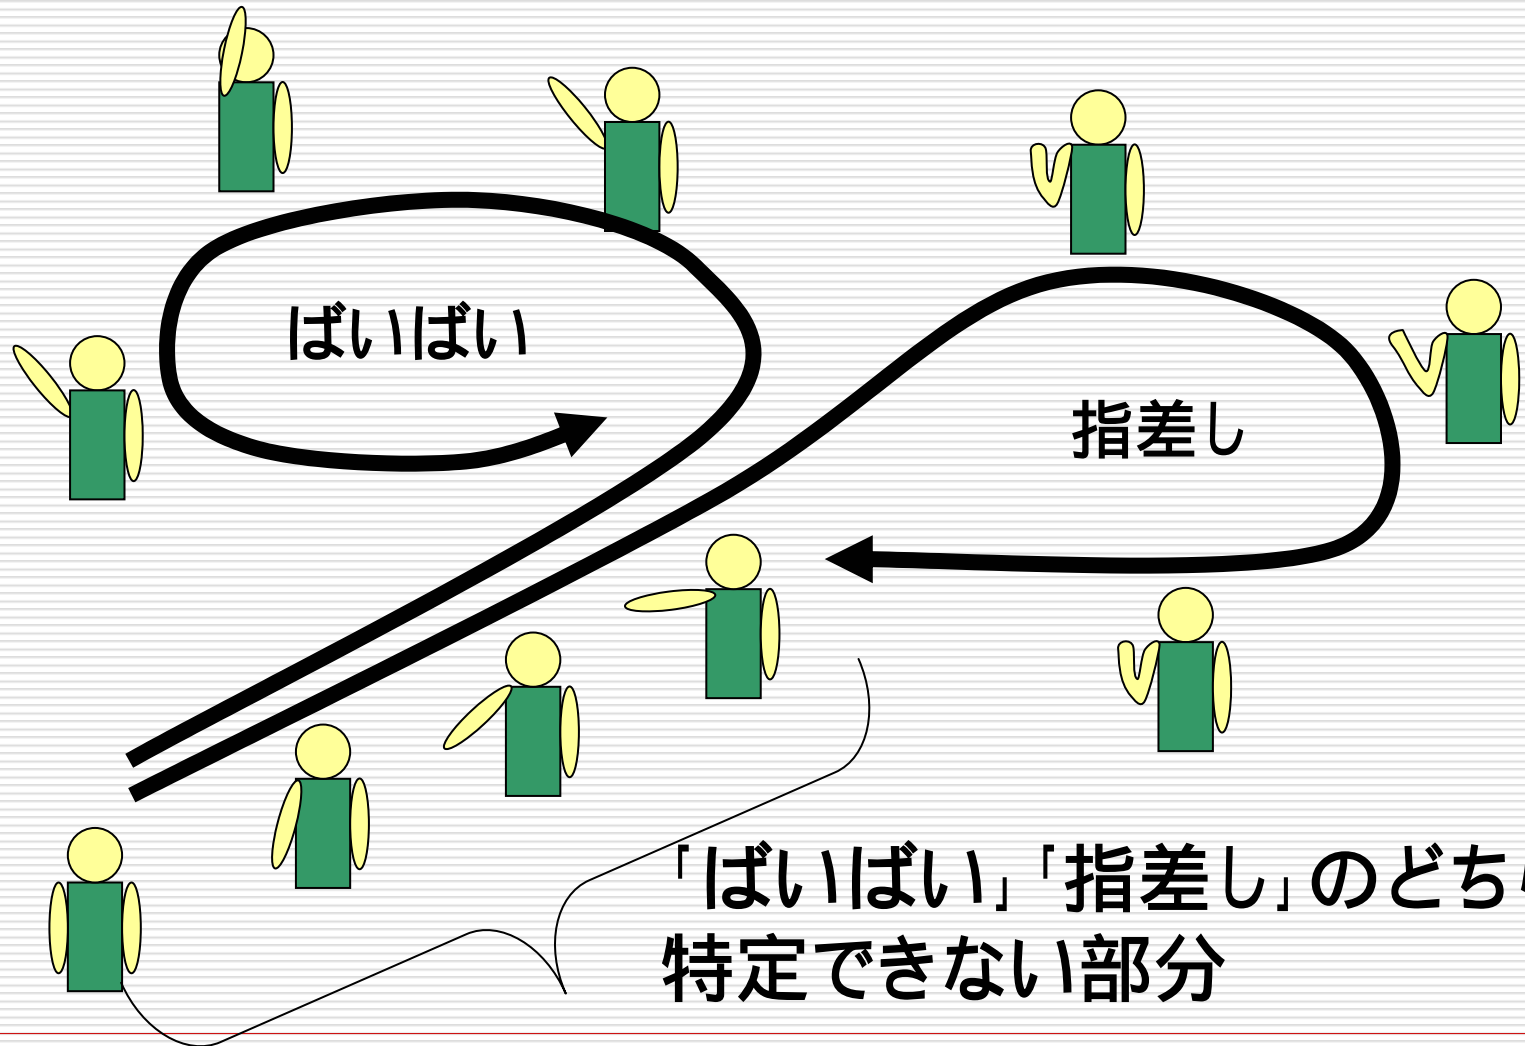 ばいばい
指差し
「ばいばい」「指差し」のどち
特定できない部分